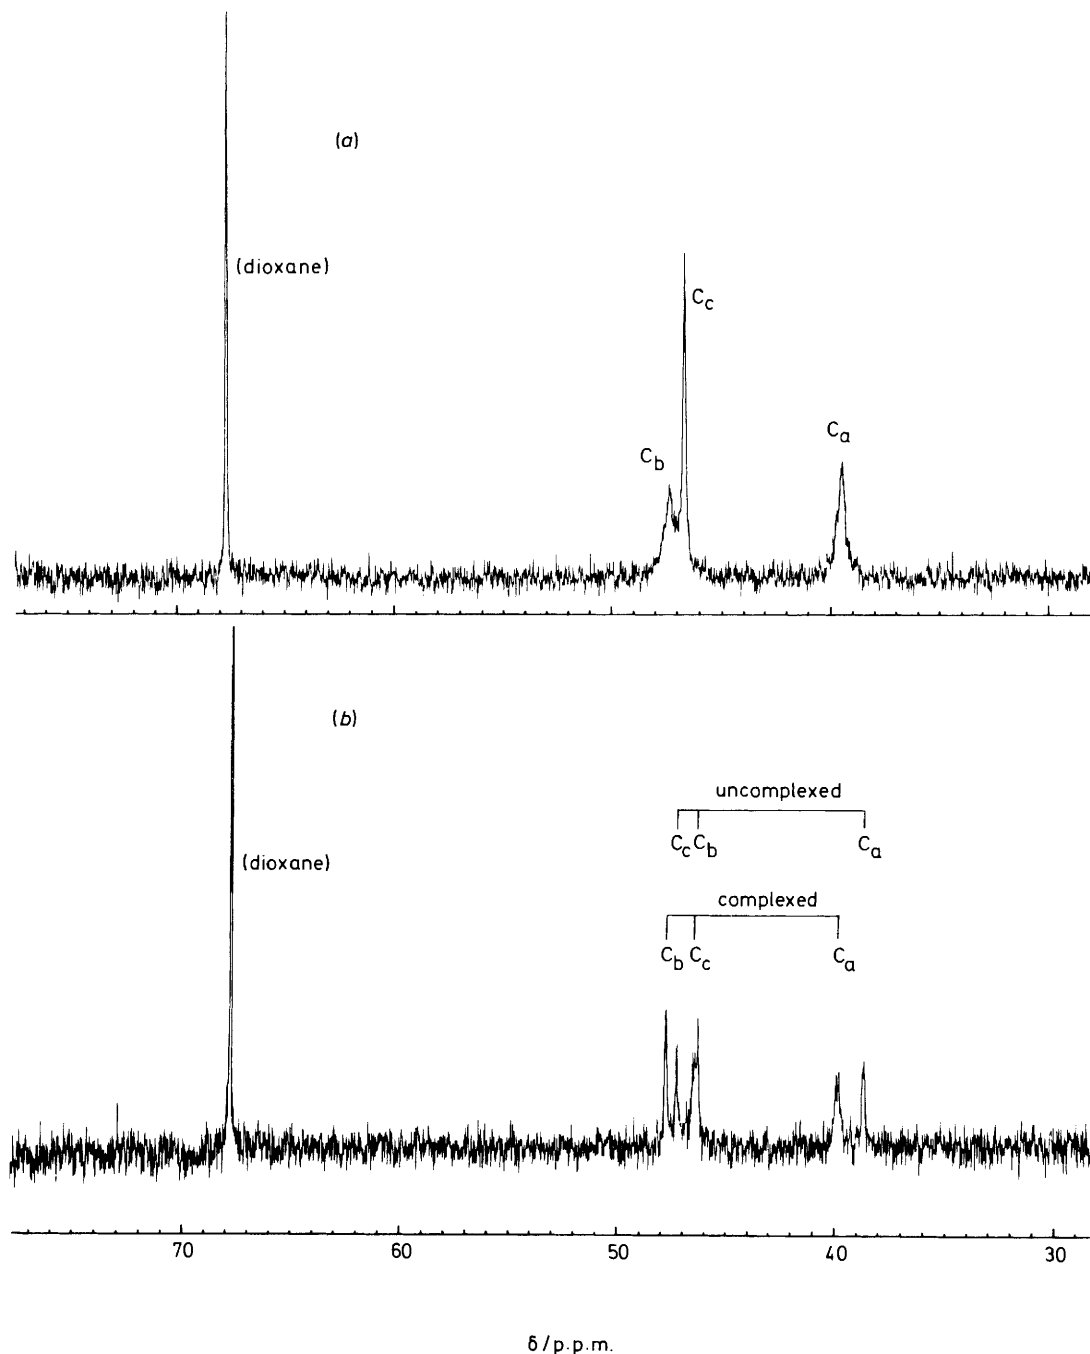 (a)
(dioxane)
C_c
C_a
C_b
(b)
uncomplexed
C_c C_b C_a
(dioxane)
complexed
C_b C_c C_a
70 60 50 40 30
δ/p.p.m.